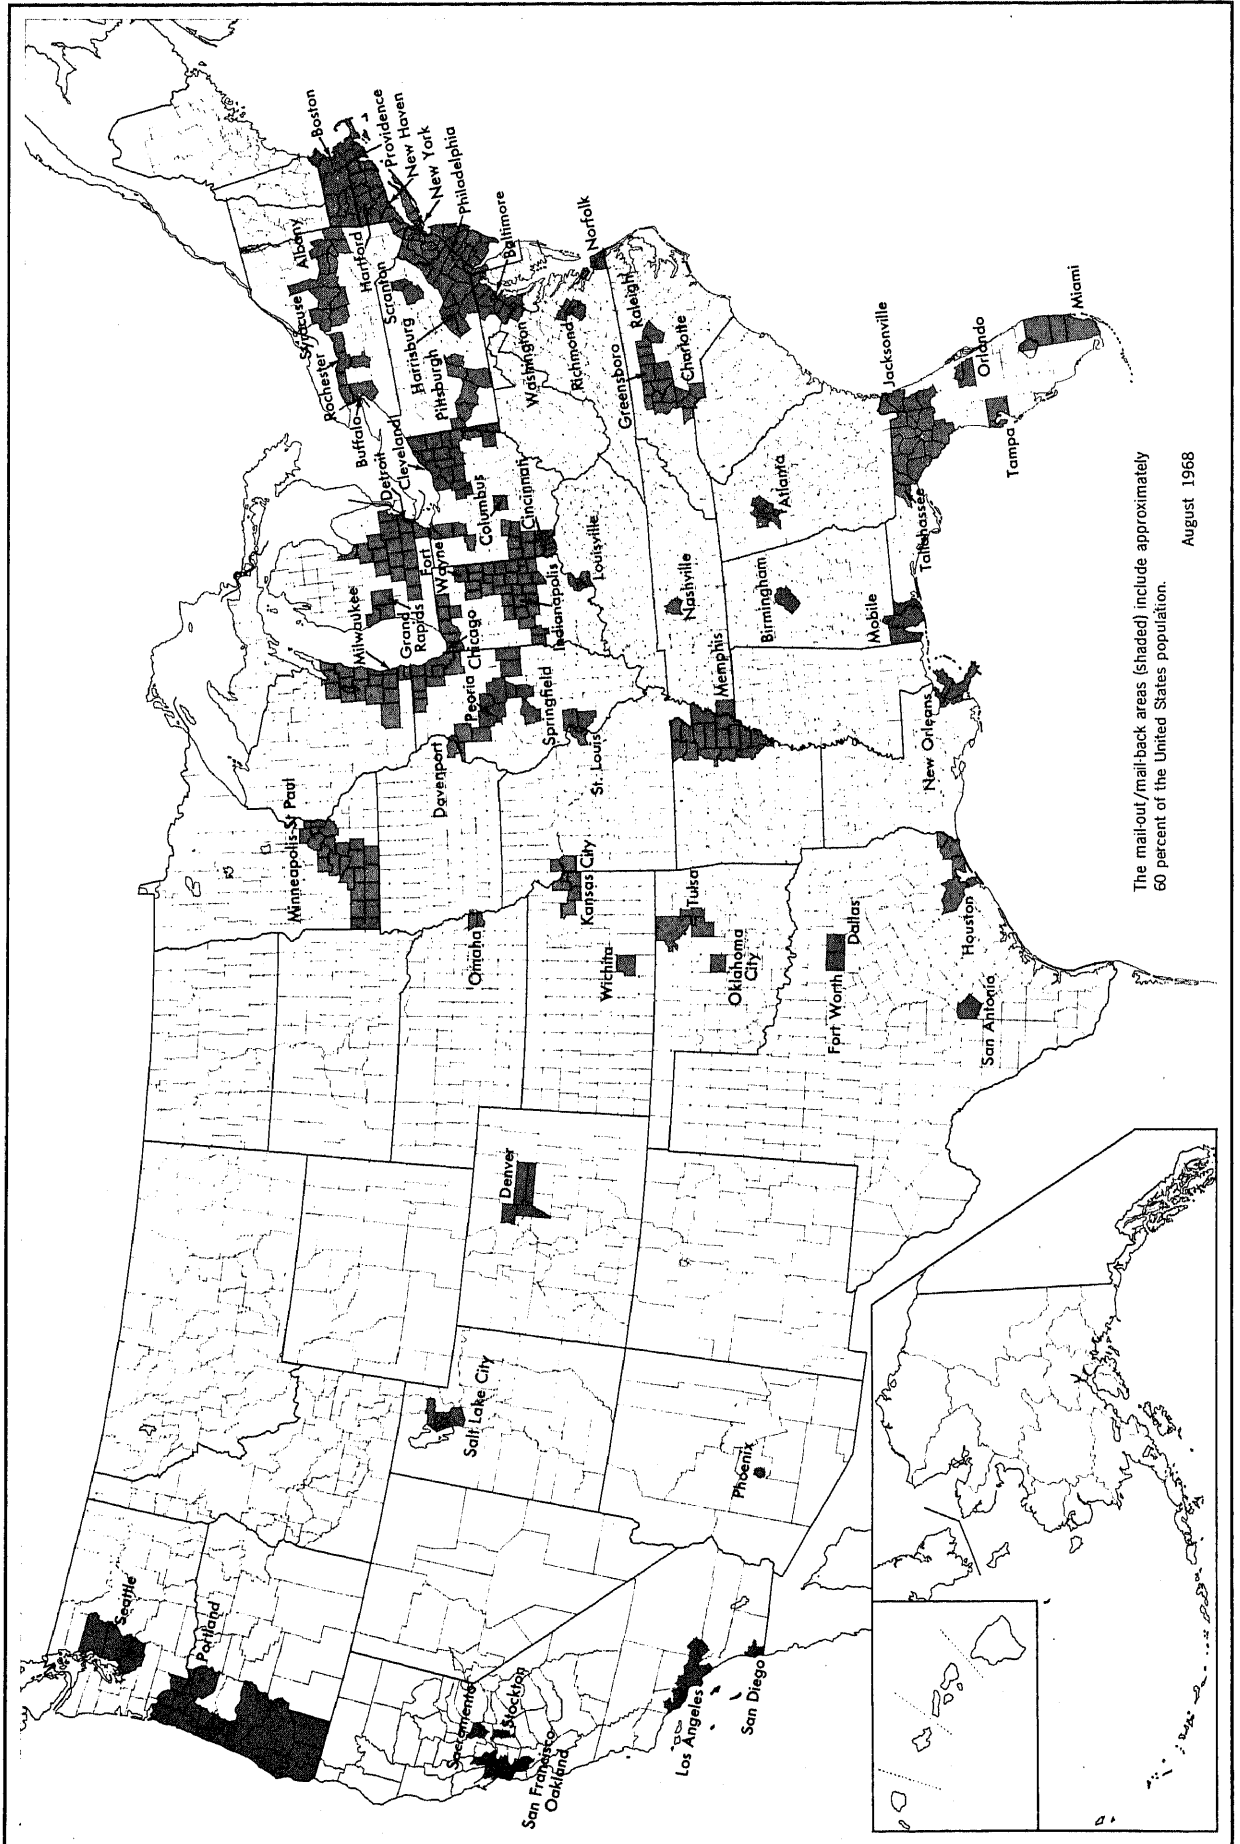 Seattle
Portland
Sacramento
Stockton
San Francisco
Oakland
Los Angeles
San Diego
Salt Lake City
Phoenix
Denver
Minneapolis-St Paul
Omaha
Wichita
Kansas City
Tulsa
Oklahoma
City
Fort Worth
Dallas
San Antonio
Houston
Davenport
Peoria
Springfield
St. Louis
Milwaukee
Chicago
Grand
Rapids
Fort
Wayne
Indianapolis
Detroit
Cleveland
Columbus
Cincinnati
Louisville
Nashville
Memphis
Birmingham
Atlanta
Mobile
New Orleans
Tallahassee
Jacksonville
Orlando
Tampa
Miami
Buffalo
Rochester
Syracuse
Albany
Hartford
Scranton
Harrisburg
Pittsburgh
Boston
Providence
New Haven
New York
Philadelphia
Baltimore
Washington
Richmond
Norfolk
Raleigh
Greensboro
Charlotte
The mail-out/mail-back areas (shaded) include approximately
60 percent of the United States population.
August 1968